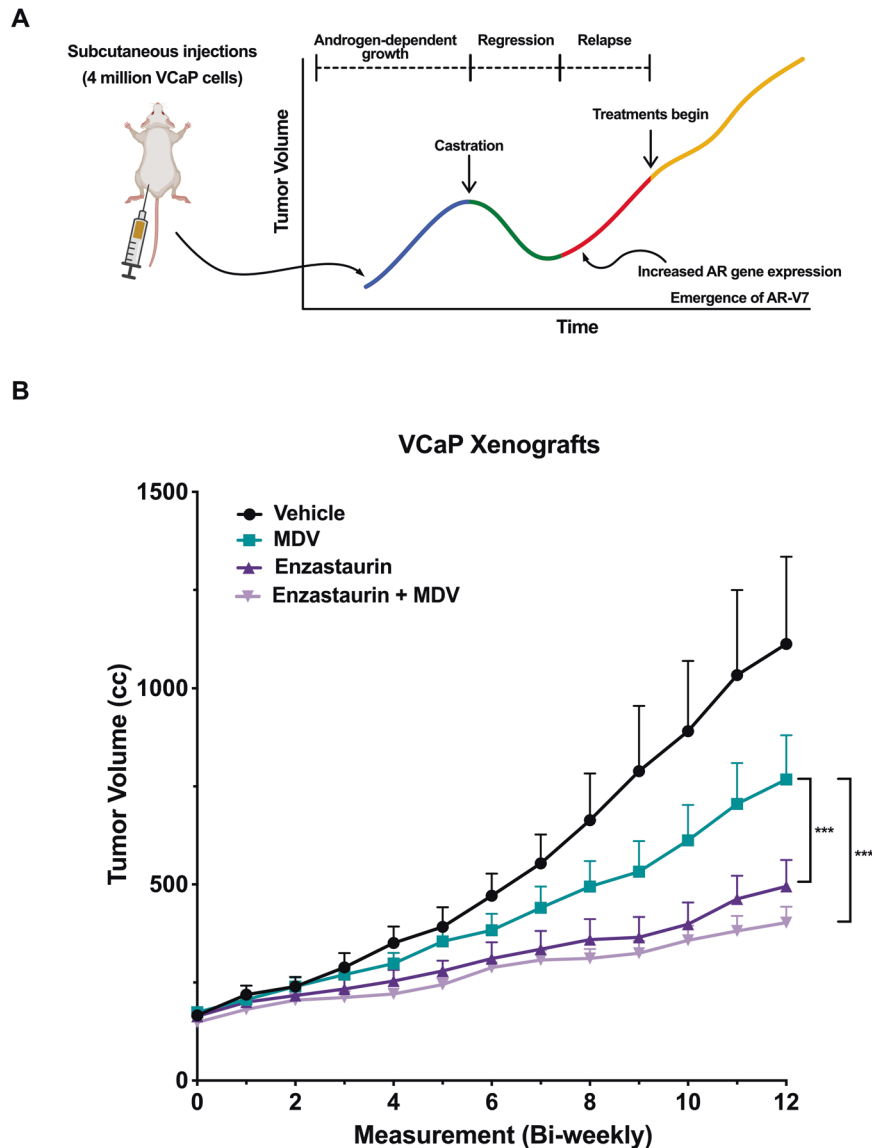 A
Subcutaneous injections
(4 million VCaP cells)
Androgen-dependent
growth
Regression
Relapse
Castration
Treatments begin
Tumor Volume
Increased AR gene expression
Emergence of AR-V7
Time
B
VCaP Xenografts
Vehicle
MDV
Enzastaurin
Enzastaurin + MDV
Tumor Volume (cc)
1500
1000
500
0
***
***
0 2 4 6 8 10 12
Measurement (Bi-weekly)